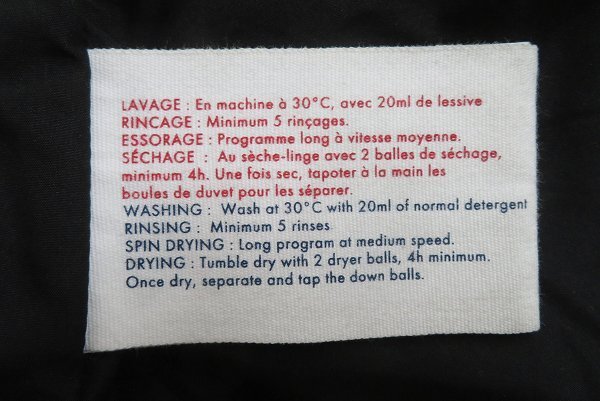 LAVAGE : En machine à 30°C, avec 20ml de lessive
RINCAGE : Minimum 5 rinçages.
ESSORAGE : Programme long à vitesse moyenne.
SÉCHAGE : Au sèche-linge avec 2 balles de séchage,
minimum 4h. Une fois sec, tapoter à la main les
boules de duvet pour les séparer.
WASHING : Wash at 30°C with 20ml of normal detergent
RINSING : Minimum 5 rinses
SPIN DRYING : Long program at medium speed.
DRYING : Tumble dry with 2 dryer balls, 4h minimum.
Once dry, separate and tap the down balls.